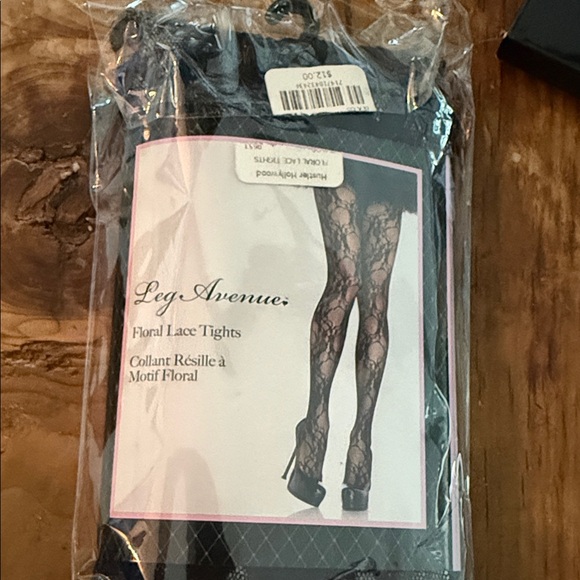 $12.00
FLORAL LACE TIGHTS
Hustler Hollywood
Leg Avenue
Floral Lace Tights
Collant Résille à
Motif Floral